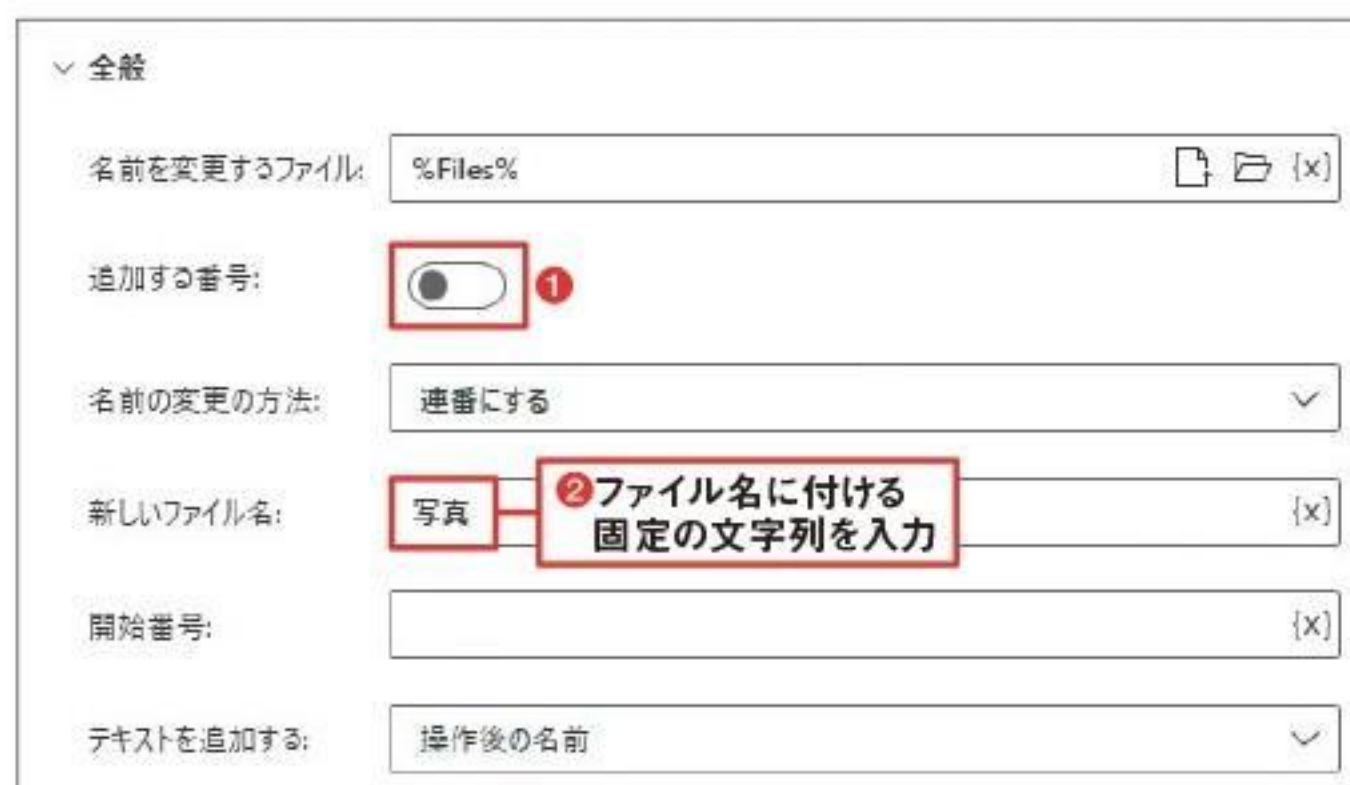 全般
名前を変更するファイル: %Files% {x}
追加する番号: ❶
名前の変更の方法: 連番にする
新しいファイル名: 写真 {x}
❷ファイル名に付ける
固定の文字列を入力
開始番号: {x}
テキストを追加する: 操作後の名前